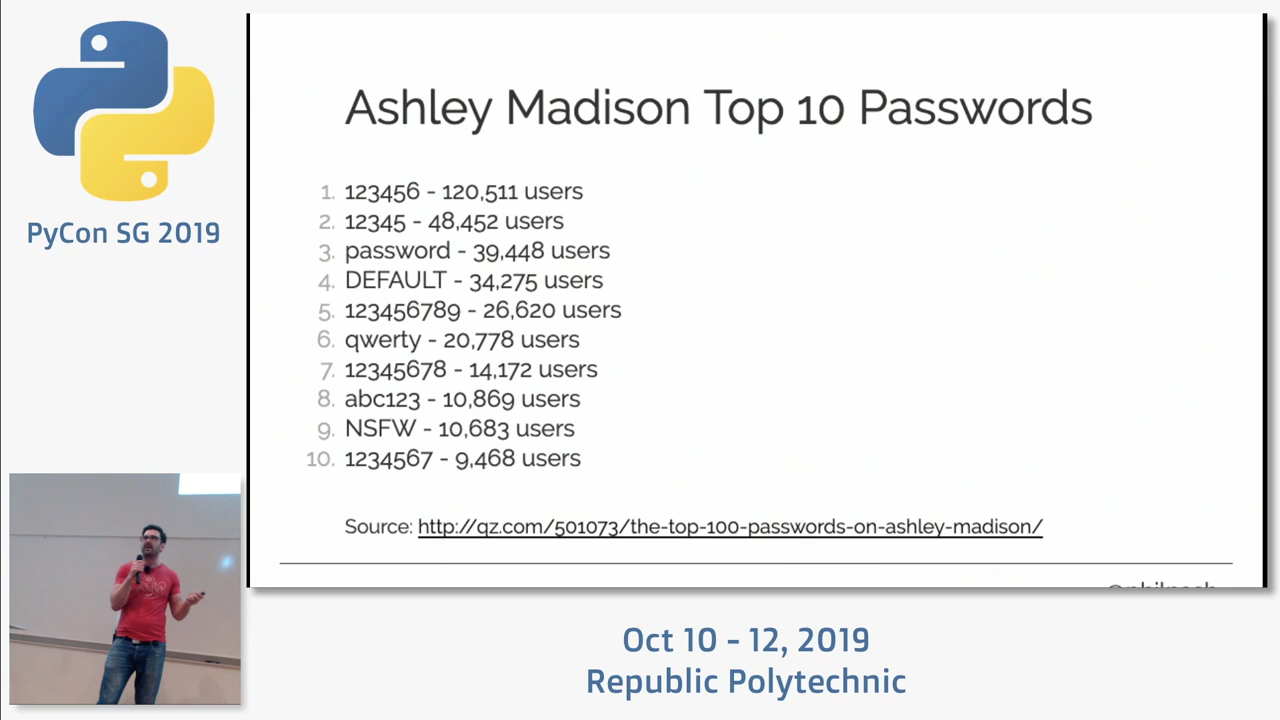 PyCon SG 2019
Ashley Madison Top 10 Passwords
1. 123456 - 120,511 users
2. 12345 - 48,452 users
3. password - 39,448 users
4. DEFAULT - 34,275 users
5. 123456789 - 26,620 users
6. qwerty - 20,778 users
7. 12345678 - 14,172 users
8. abc123 - 10,869 users
9. NSFW - 10,683 users
10. 1234567 - 9,468 users
Source: http://qz.com/501073/the-top-100-passwords-on-ashley-madison/
@philnash
Oct 10 - 12, 2019
Republic Polytechnic